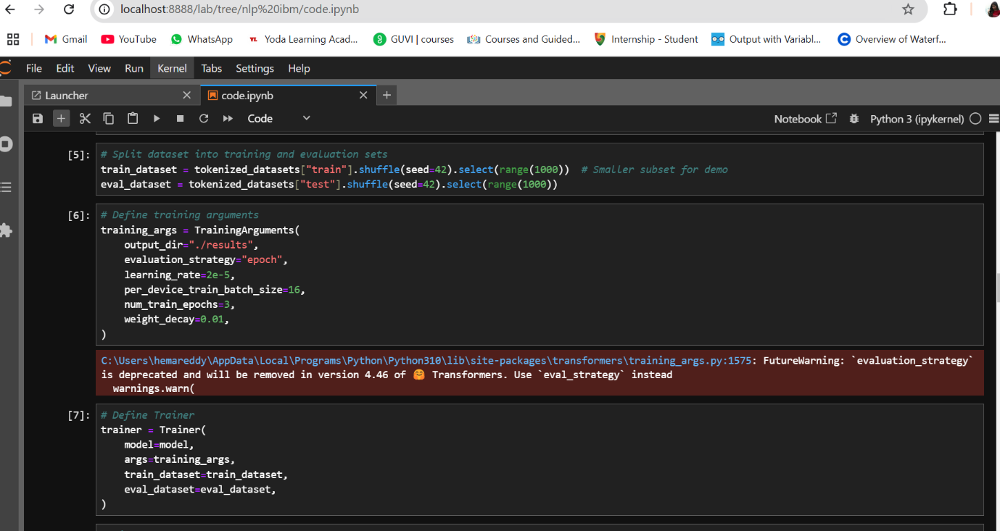 localhost:8888/lab/tree/nlp%20ibm/code.ipynb
Gmail YouTube WhatsApp YL Yoda Learning Acad... GUVI | courses Courses and Guided... Internship - Student Output with Variabl... Overview of Waterf...
File Edit View Run Kernel Tabs Settings Help
Launcher code.ipynb
Code Notebook Python 3 (ipykernel)
[5]: # Split dataset into training and evaluation sets
train_dataset = tokenized_datasets["train"].shuffle(seed=42).select(range(1000))  # Smaller subset for demo
eval_dataset = tokenized_datasets["test"].shuffle(seed=42).select(range(1000))
[6]: # Define training arguments
training_args = TrainingArguments(
    output_dir="./results",
    evaluation_strategy="epoch",
    learning_rate=2e-5,
    per_device_train_batch_size=16,
    num_train_epochs=3,
    weight_decay=0.01,
)
C:\Users\hemareddy\AppData\Local\Programs\Python\Python310\lib\site-packages\transformers\training_args.py:1575: FutureWarning: `evaluation_strategy`
is deprecated and will be removed in version 4.46 of 🤗 Transformers. Use `eval_strategy` instead
  warnings.warn(
[7]: # Define Trainer
trainer = Trainer(
    model=model,
    args=training_args,
    train_dataset=train_dataset,
    eval_dataset=eval_dataset,
)